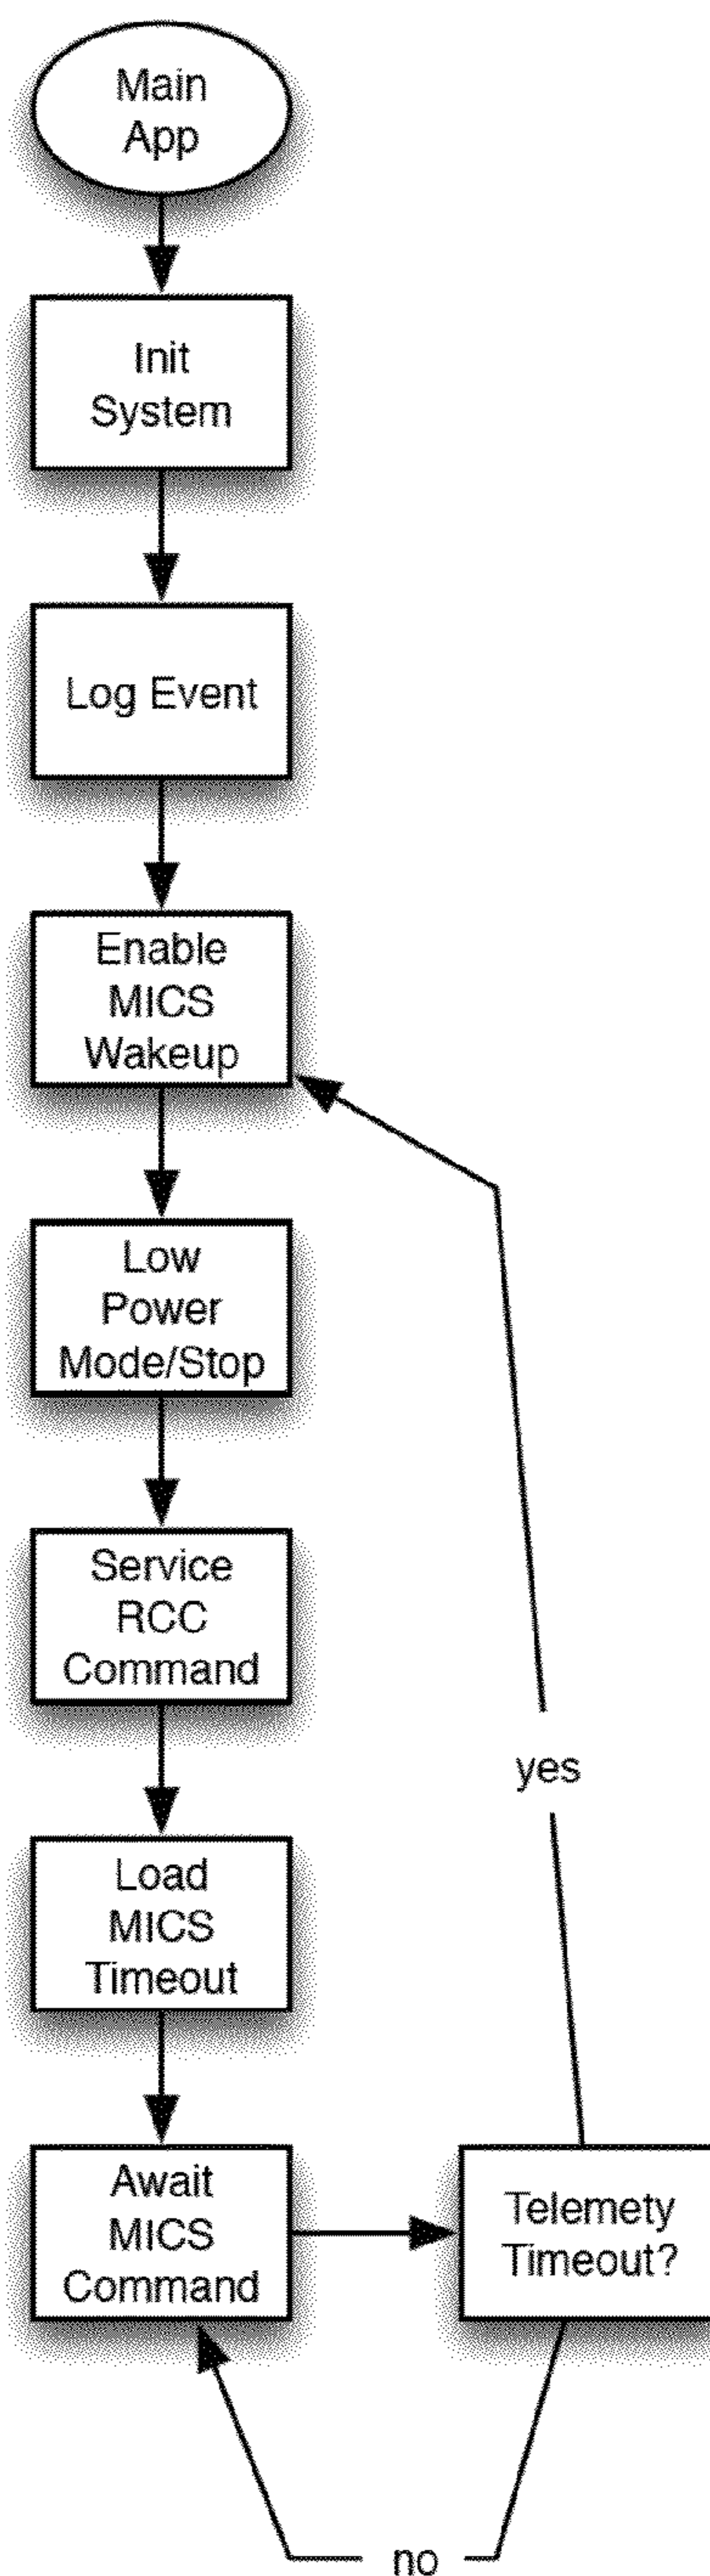 Main
App
Init
System
Log Event
Enable
MICS
Wakeup
Low
Power
Mode/Stop
Service
RCC
Command
yes
Load
MICS
Timeout
Await
MICS
Command
Telemety
Timeout?
no